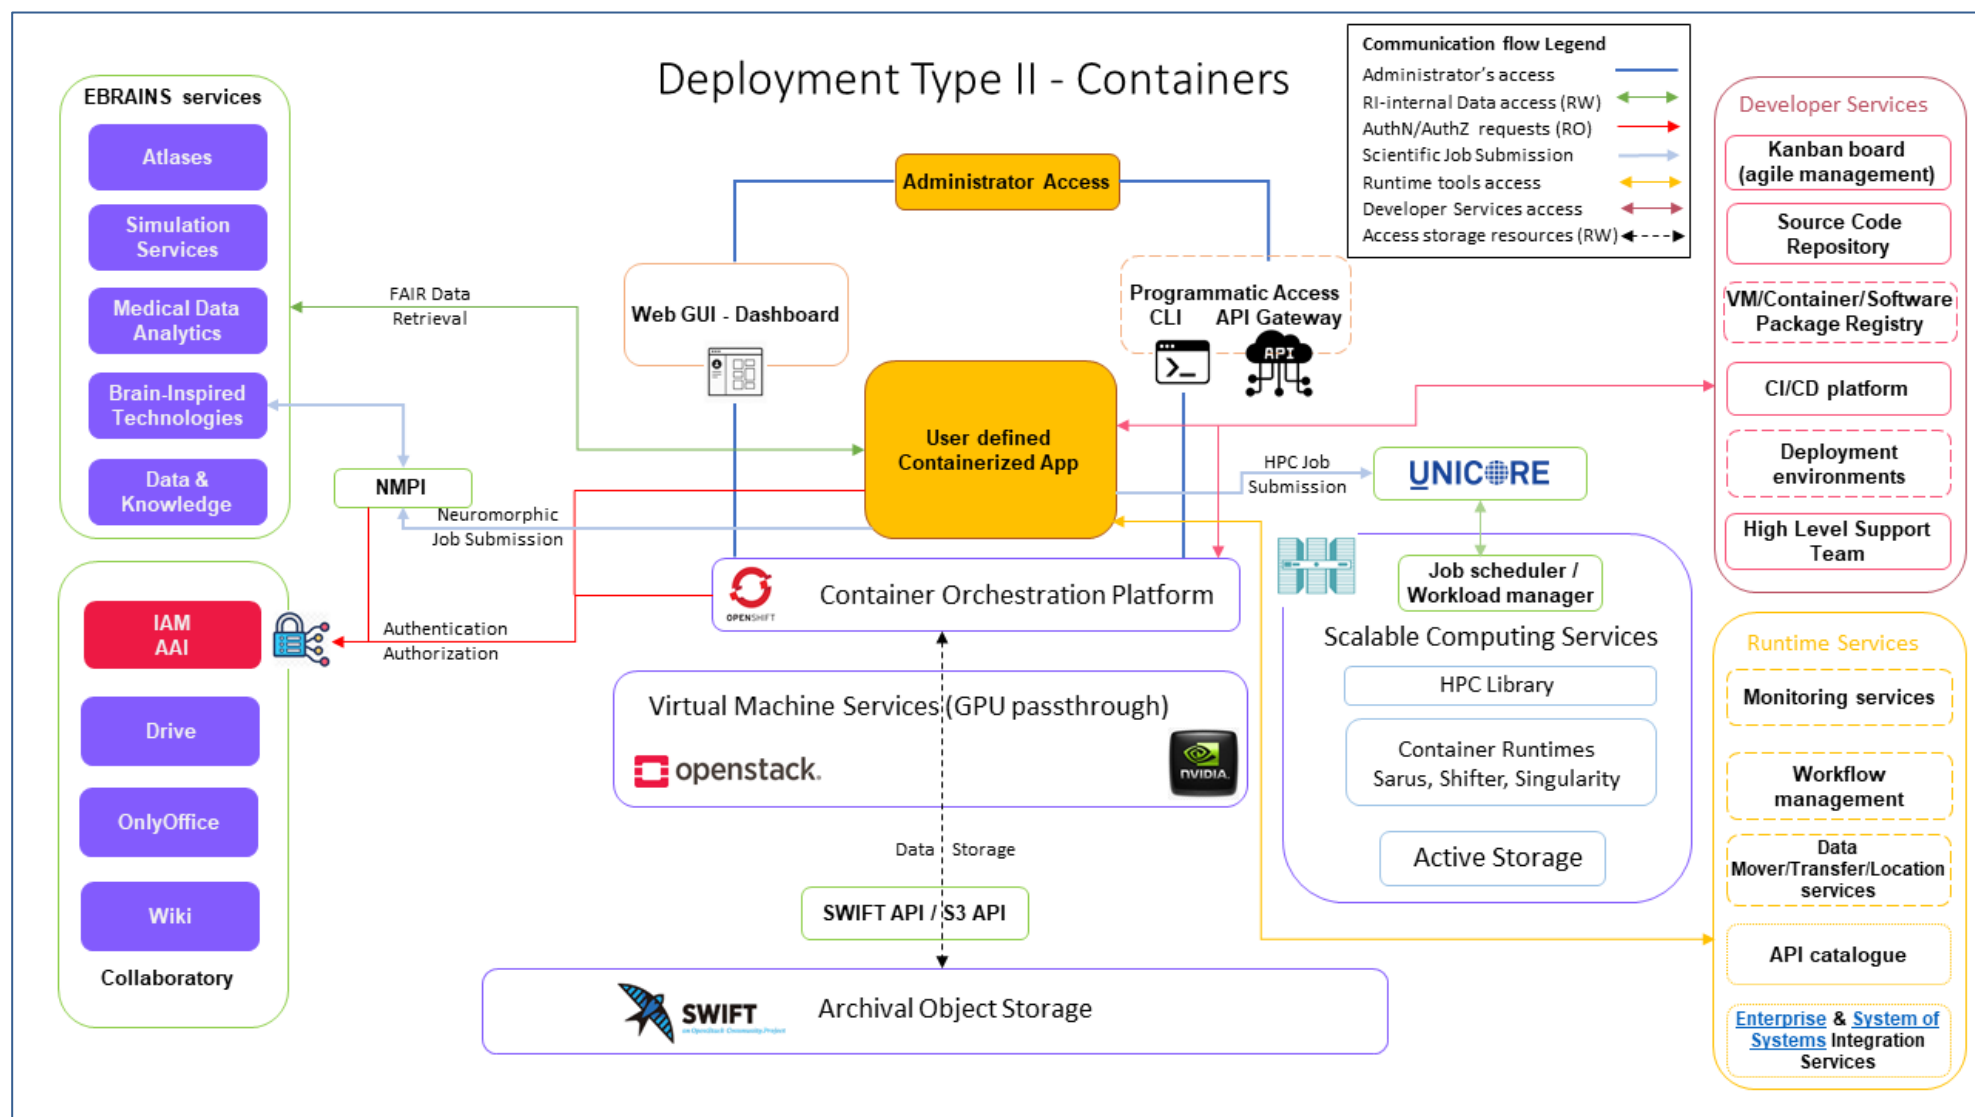 Deployment Type II - Containers
Communication flow Legend
Administrator's access
RI-internal Data access (RW)
AuthN/AuthZ requests (RO)
Scientific Job Submission
Runtime tools access
Developer Services access
Access storage resources (RW)
EBRAINS services
Atlases
Simulation
Services
Medical Data
Analytics
Brain-Inspired
Technologies
Data &
Knowledge
IAM
AAI
Drive
OnlyOffice
Wiki
Collaboratory
FAIR Data
Retrieval
NMPI
Neuromorphic
Job Submission
Authentication
Authorization
Administrator Access
Web GUI - Dashboard
Programmatic Access
CLI API Gateway
API
User defined
Containerized App
HPC Job
Submission
UNICORE
OPENSHIFT
Container Orchestration Platform
Virtual Machine Services (GPU passthrough)
openstack.
NVIDIA.
Data Storage
SWIFT API / S3 API
SWIFT
an OpenStack Community Project
Archival Object Storage
Job scheduler /
Workload manager
Scalable Computing Services
HPC Library
Container Runtimes
Sarus, Shifter, Singularity
Active Storage
Developer Services
Kanban board
(agile management)
Source Code
Repository
VM/Container/Software
Package Registry
CI/CD platform
Deployment
environments
High Level Support
Team
Runtime Services
Monitoring services
Workflow
management
Data
Mover/Transfer/Location
services
API catalogue
Enterprise & System of
Systems Integration
Services